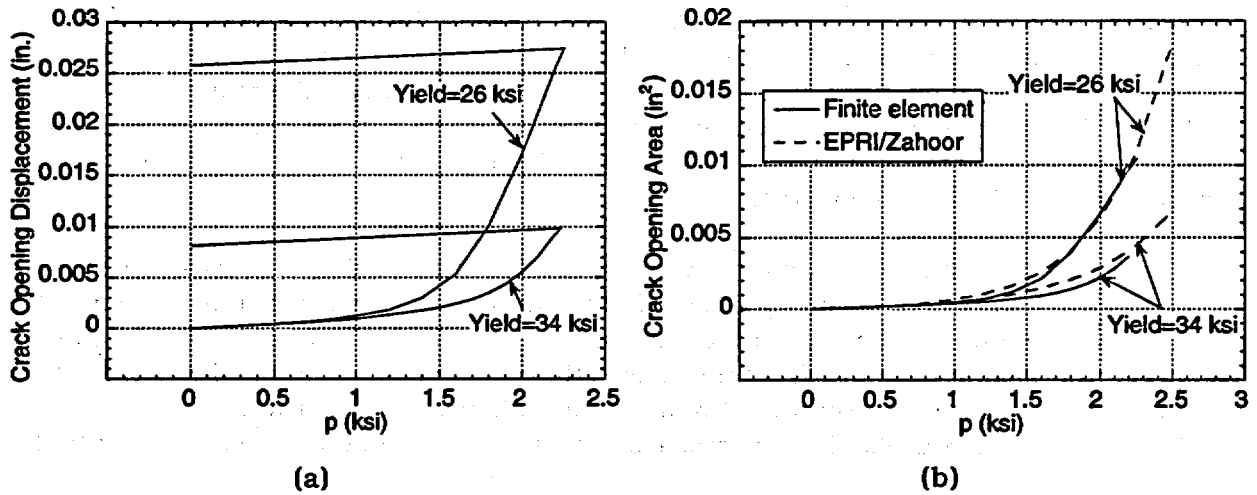 Crack Opening Displacement (in.)
0.03
0.025
0.02
0.015
0.01
0.005
0
Yield=26 ksi
Yield=34 ksi
0
0.5
1
1.5
2
2.5
p (ksi)
(a)
Crack Opening Area (in²)
0.02
0.015
0.01
0.005
0
Finite element
EPRI/Zahoor
Yield=26 ksi
Yield=34 ksi
0
0.5
1
1.5
2
2.5
3
p (ksi)
(b)